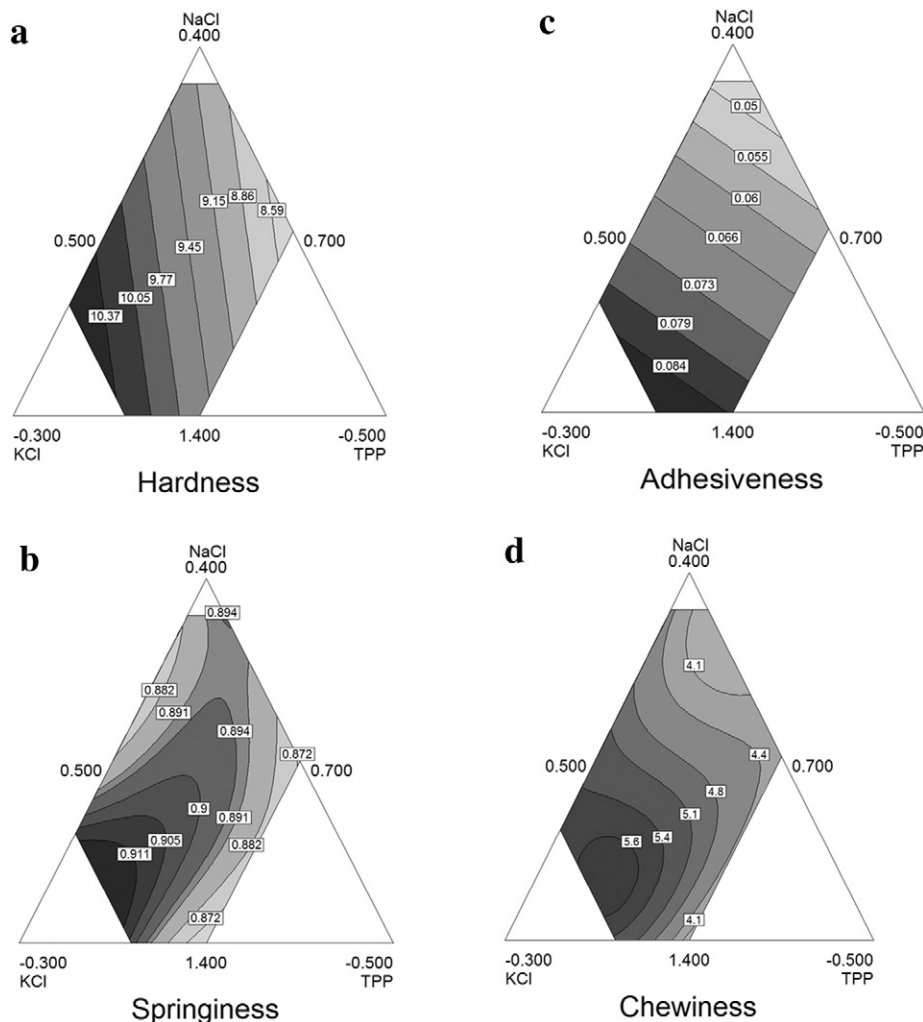 a
NaCl
0.400
9.15
8.86
8.59
0.500
9.45
0.700
9.77
10.05
10.37
-0.300
1.400
-0.500
KCl
TPP
Hardness
c
NaCl
0.400
0.05
0.055
0.06
0.500
0.066
0.700
0.073
0.079
0.084
-0.300
1.400
-0.500
KCl
TPP
Adhesiveness
b
NaCl
0.400
0.894
0.882
0.891
0.894
0.872
0.500
0.700
0.9
0.891
0.905
0.882
0.911
0.872
-0.300
1.400
-0.500
KCl
TPP
Springiness
d
NaCl
0.400
4.1
4.4
0.500
0.700
4.8
5.1
5.4
5.6
4.1
-0.300
1.400
-0.500
KCl
TPP
Chewiness